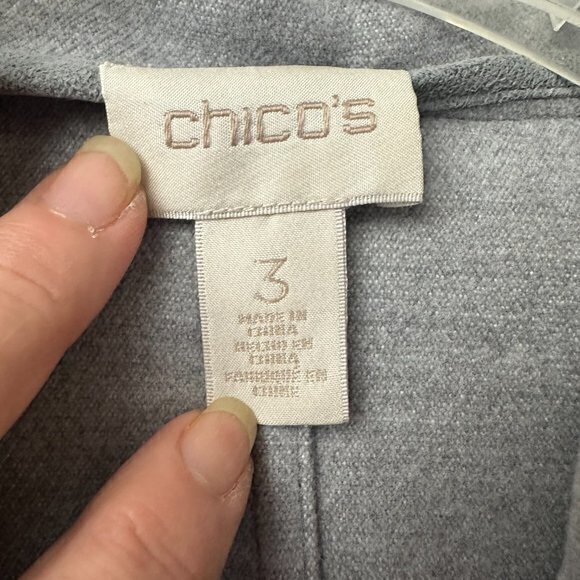 chico's
3
MADE IN
CHINA
HECHO EN
CHINA
FABRIQUÉ EN
CHINE